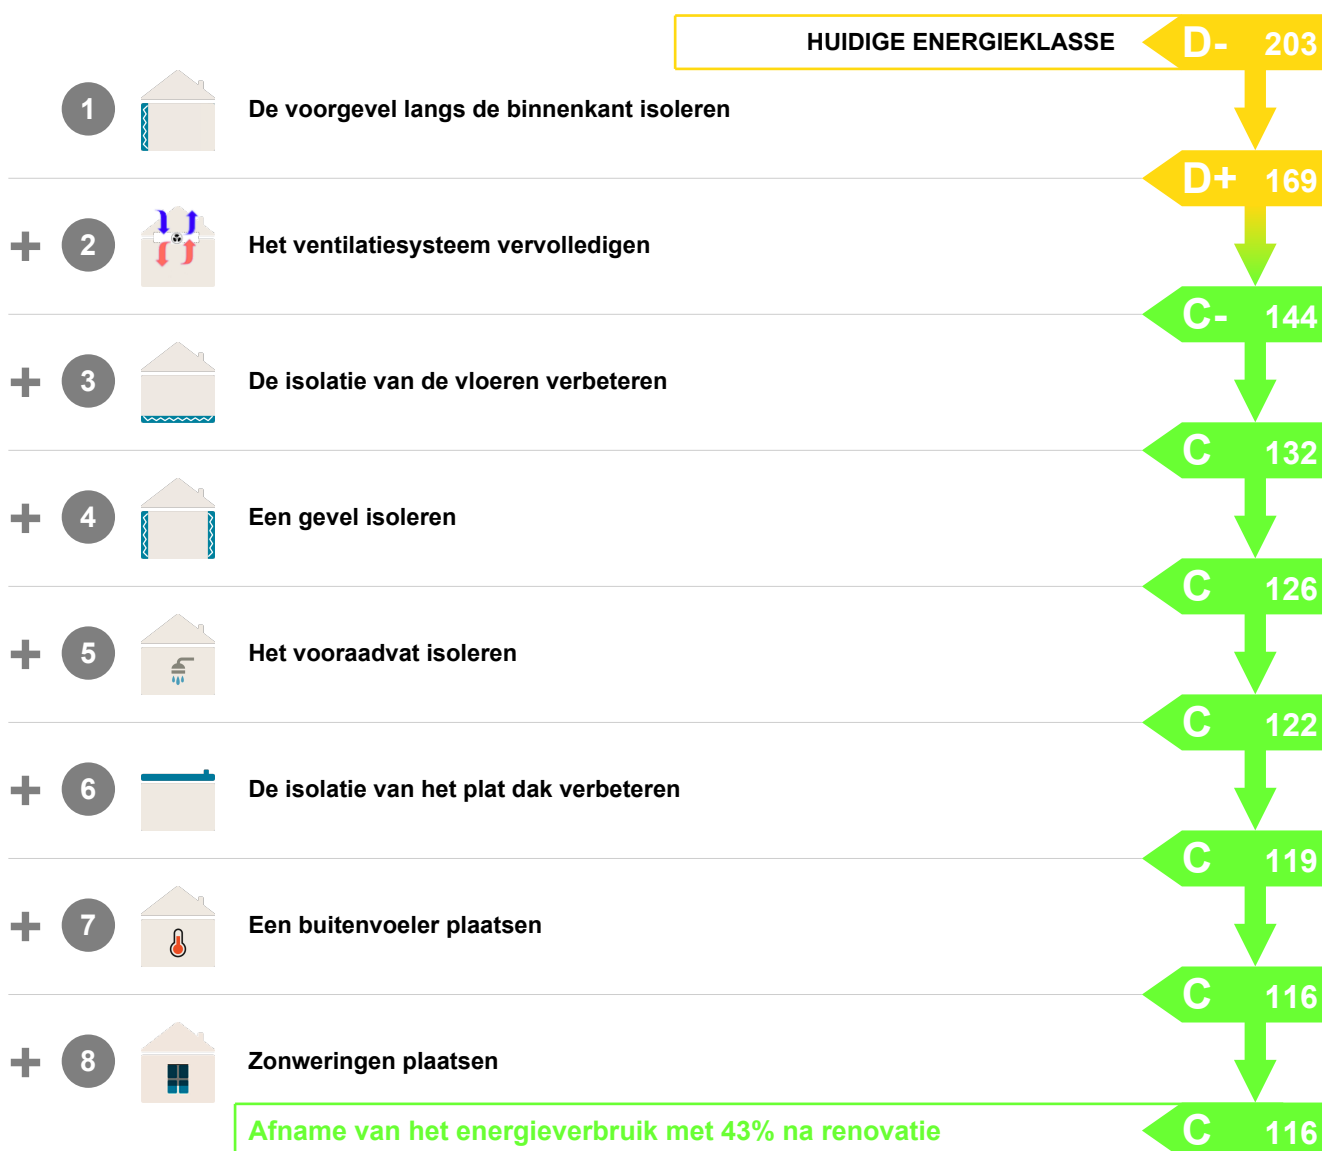 HUIDIGE ENERGIEKLASSE D- 203
1 De voorgevel langs de binnenkant isoleren
D+ 169
+ 2 Het ventilatiesysteem vervolledigen
C- 144
+ 3 De isolatie van de vloeren verbeteren
C 132
+ 4 Een gevel isoleren
C 126
+ 5 Het vooraadvat isoleren
C 122
+ 6 De isolatie van het plat dak verbeteren
C 119
+ 7 Een buitenvoeler plaatsen
C 116
+ 8 Zonweringen plaatsen
Afname van het energieverbruik met 43% na renovatie C 116